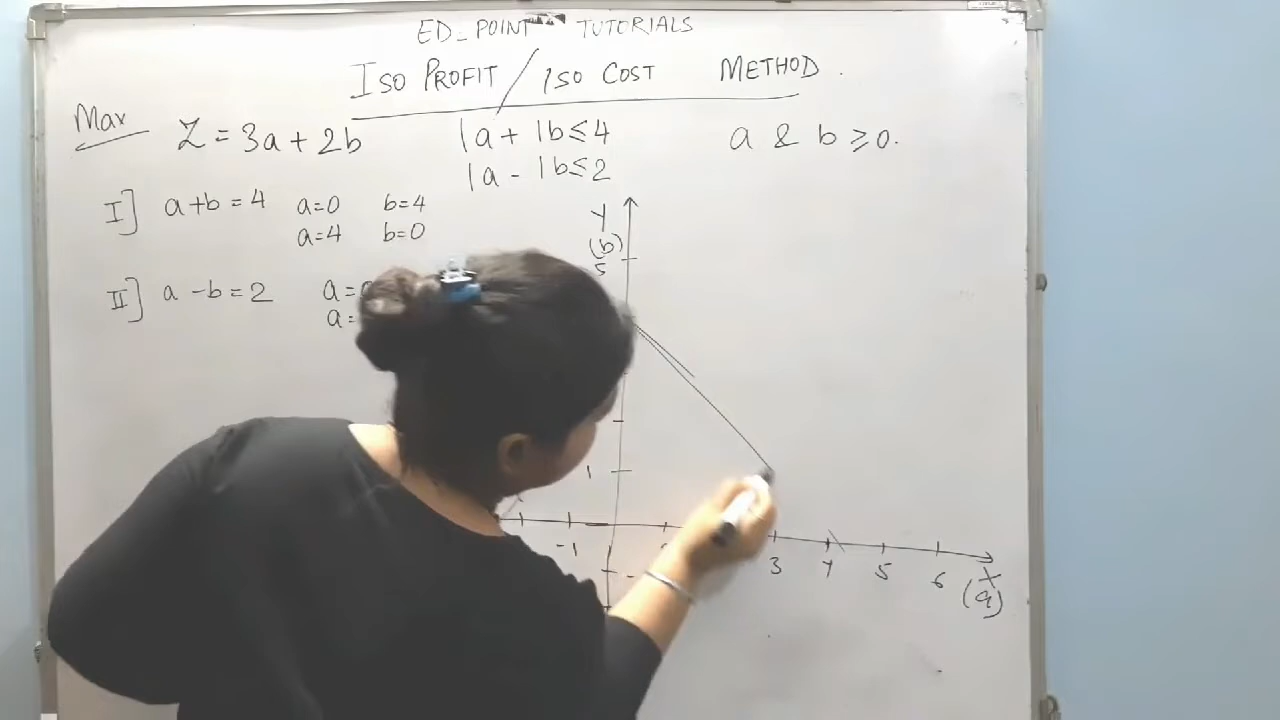 ED_POINT TUTORIALS
ISO PROFIT / ISO COST METHOD.
Max Z = 3a + 2b 1a + 1b ≤ 4 a & b ≥ 0.
1a - 1b ≤ 2
I] a + b = 4 a=0 b=4
a=4 b=0
II] a - b = 2 a=
a=
Y
(b)
5
1
-1 3 4 5 6 X
(a)